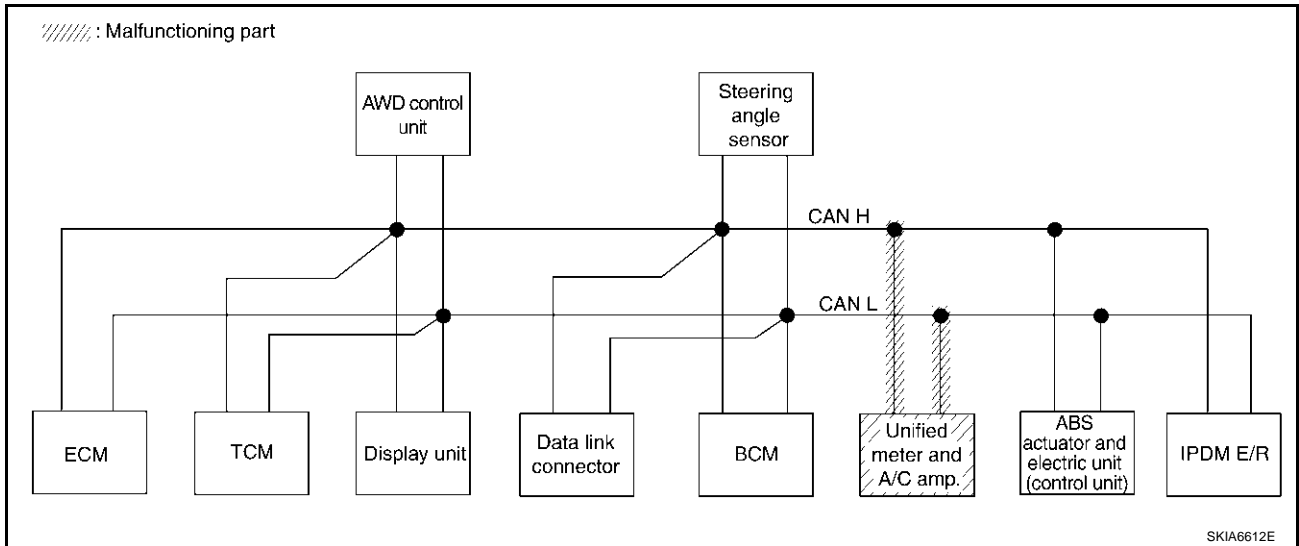 : Malfunctioning part
AWD control
unit
Steering
angle
sensor
CAN H
CAN L
ECM
TCM
Display unit
Data link
connector
BCM
Unified
meter and
A/C amp.
ABS
actuator and
electric unit
(control unit)
IPDM E/R
SKIA6612E